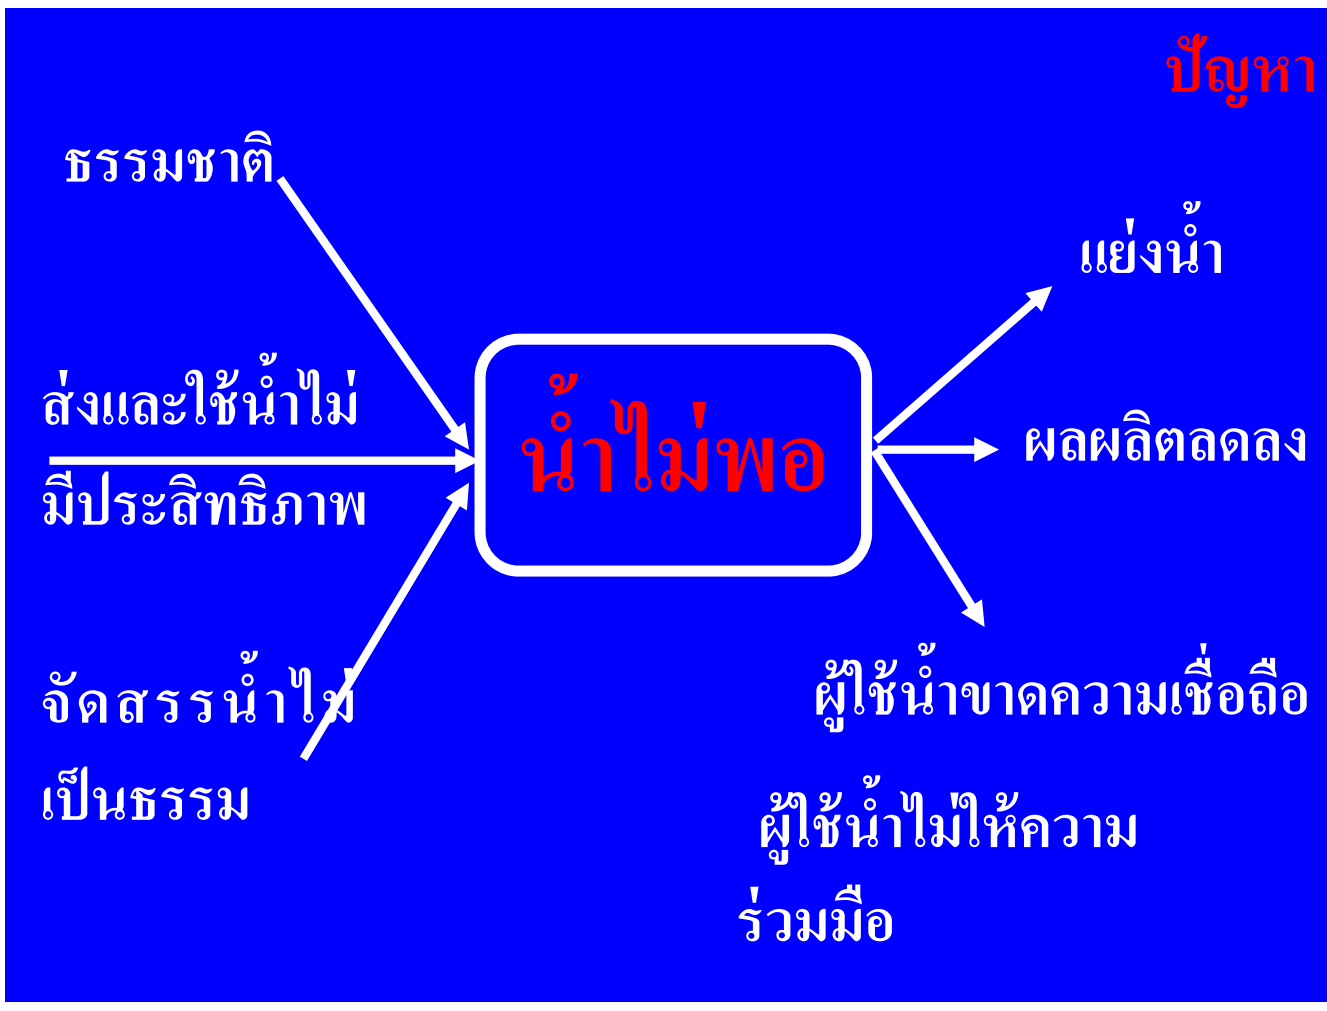 ปัญหา
ธรรมชาติ
แย่งน้ำ
ส่งและใช้น้ำไม่
มีประสิทธิภาพ
น้ำไม่พอ
ผลผลิตลดลง
จัดสรรน้ำไม่
เป็นธรรม
ผู้ใช้น้ำขาดความเชื่อถือ
ผู้ใช้น้ำไม่ให้ความ
ร่วมมือ